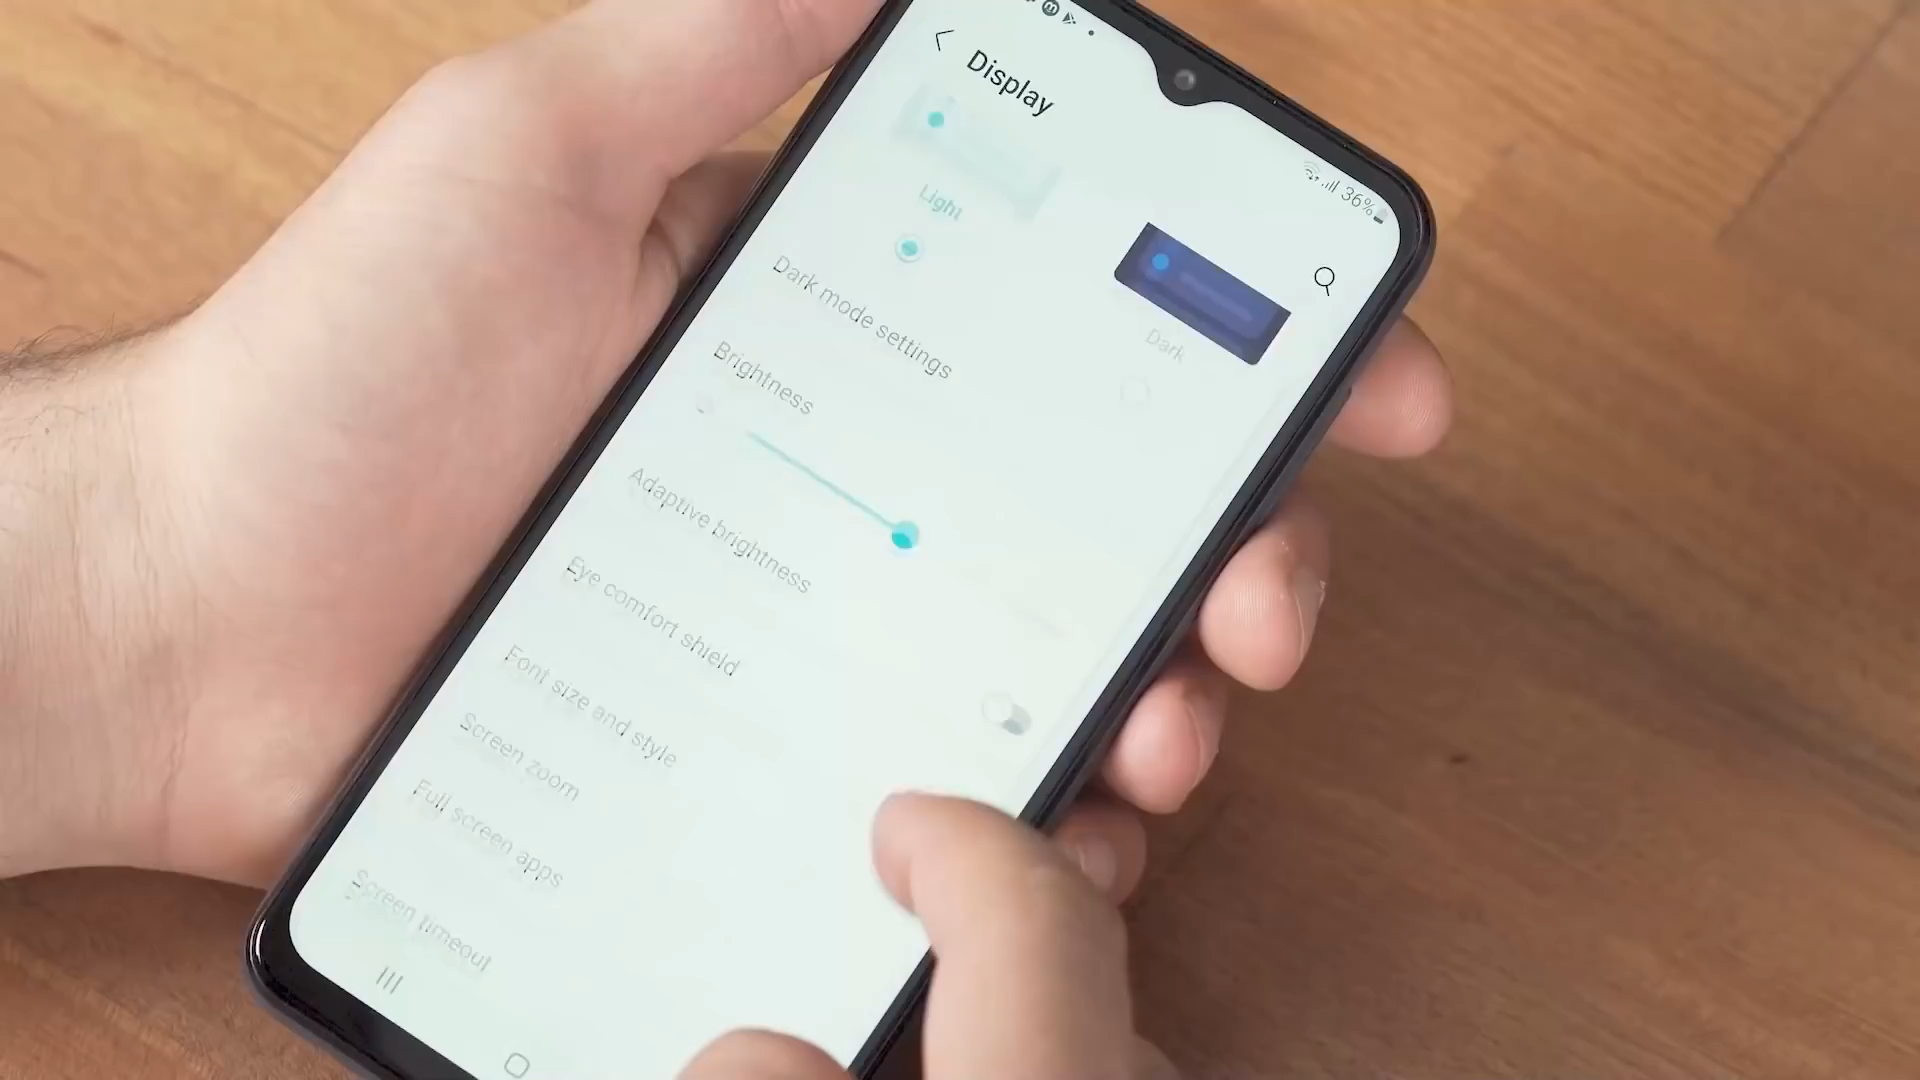 36%
Display
Light
Dark
Dark mode settings
Brightness
Adaptive brightness
Eye comfort shield
Font size and style
Screen zoom
Full screen apps
Screen timeout